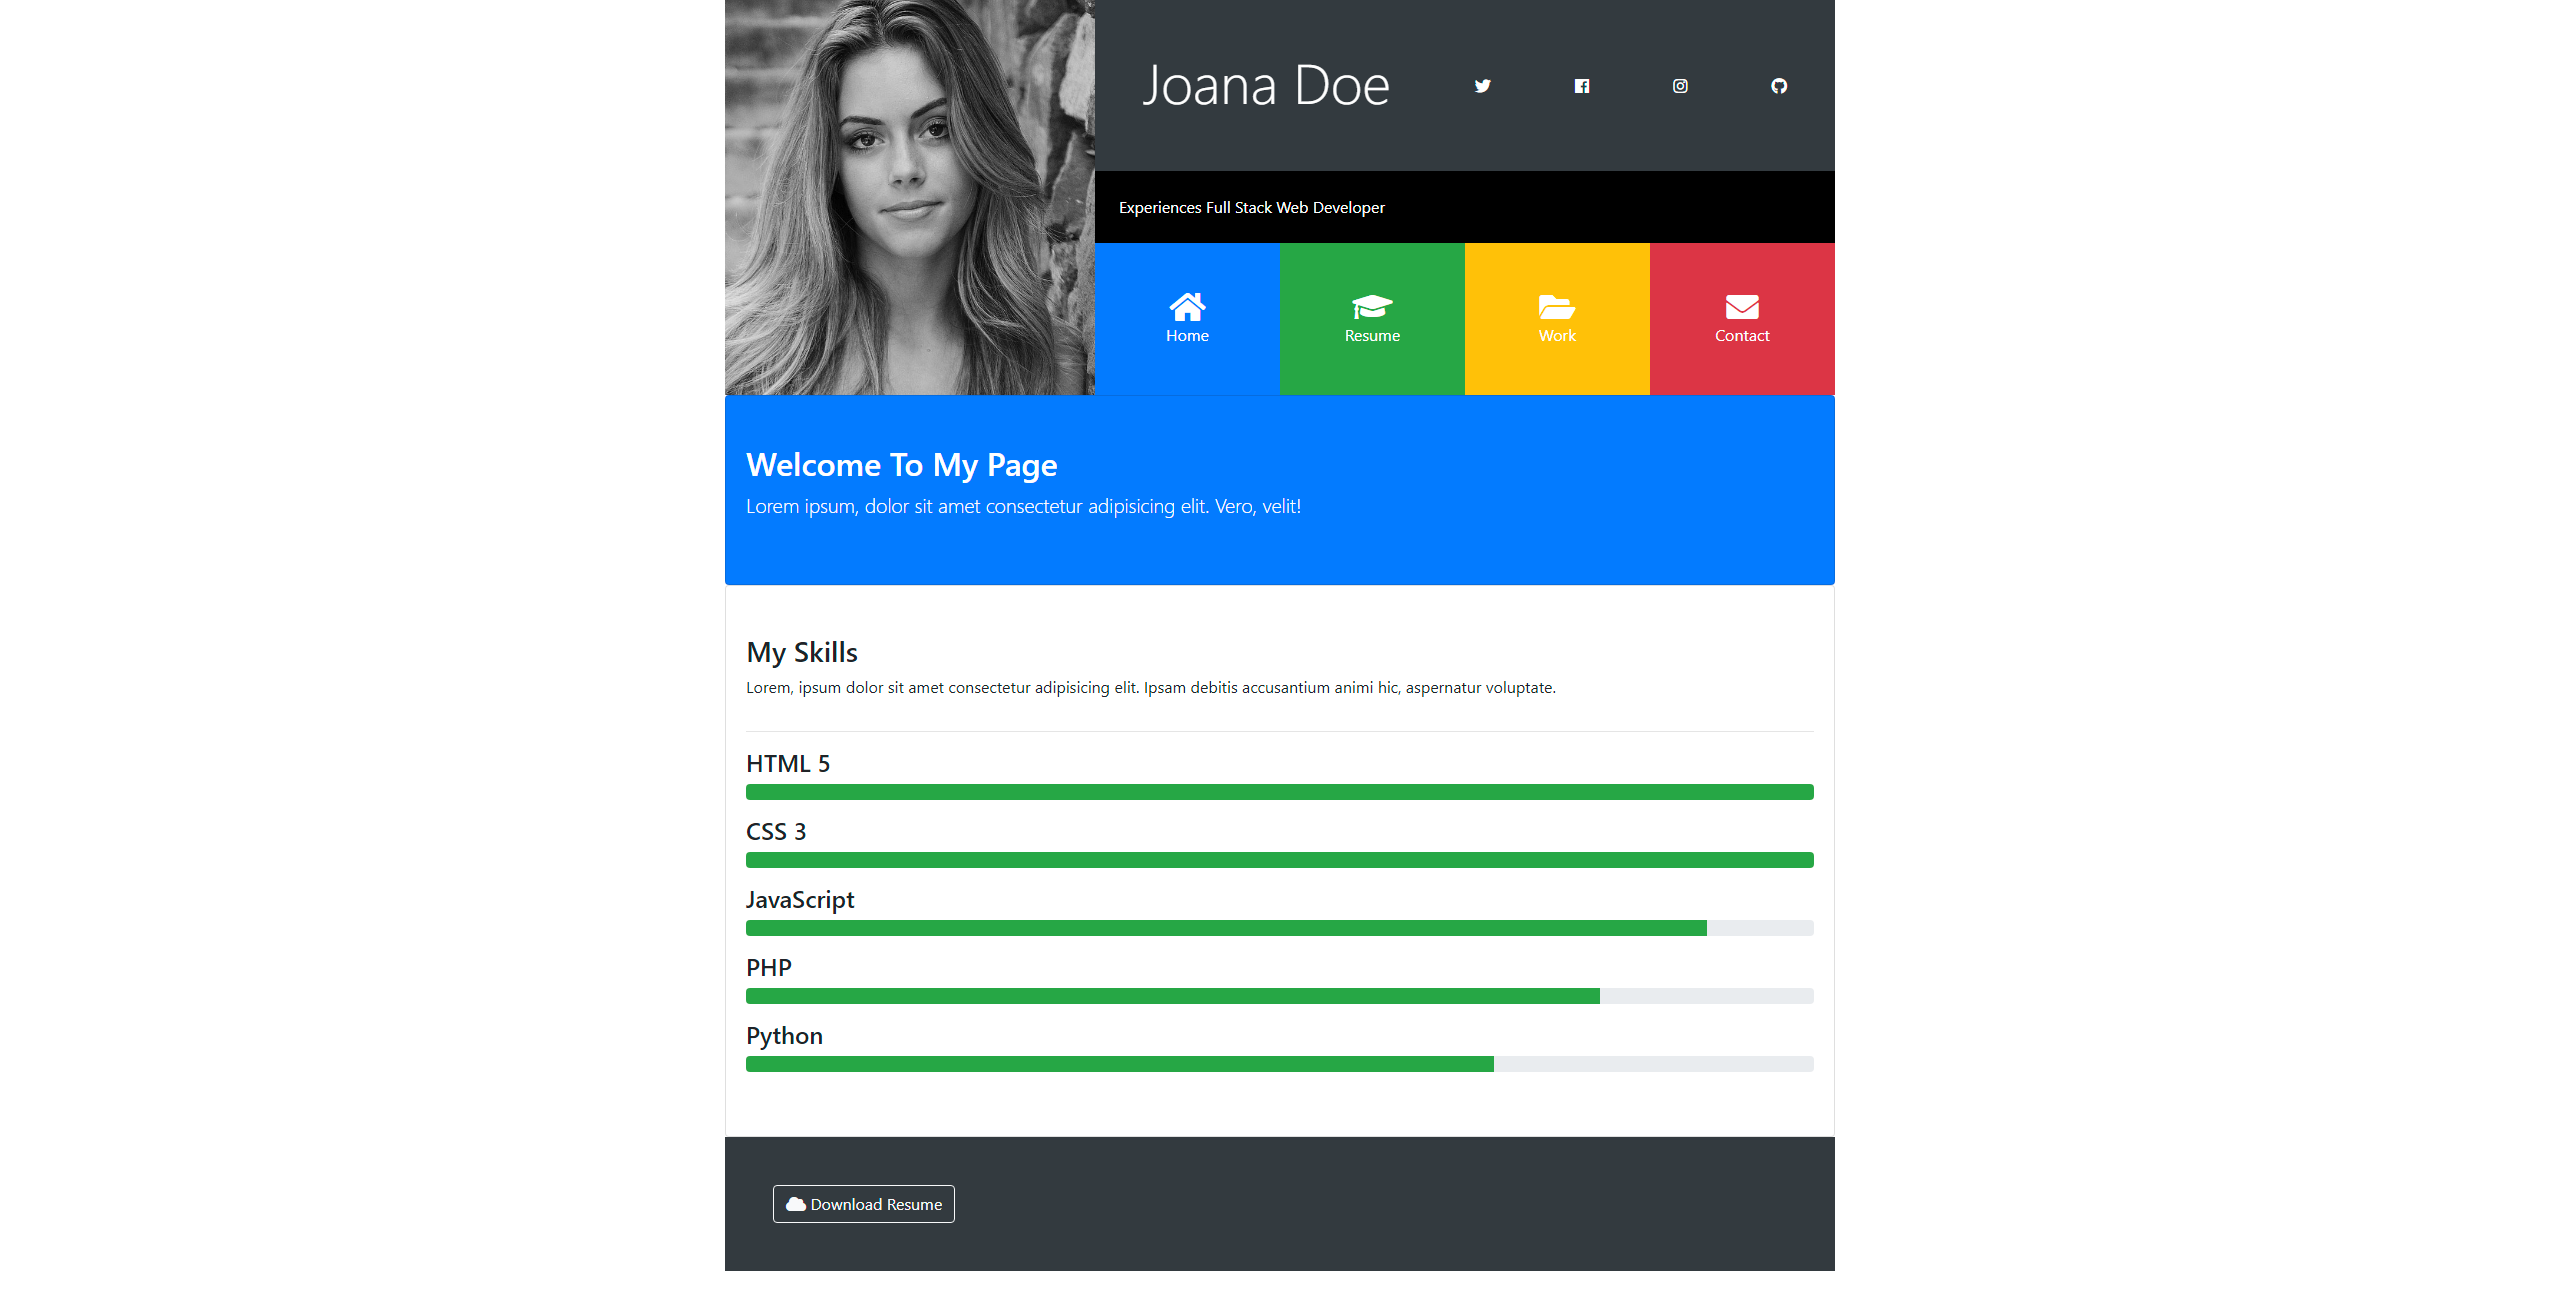 Joana Doe
Experiences Full Stack Web Developer
Home
Resume
Work
Contact
Welcome To My Page
Lorem ipsum, dolor sit amet consectetur adipisicing elit. Vero, velit!
My Skills
Lorem, ipsum dolor sit amet consectetur adipisicing elit. Ipsam debitis accusantium animi hic, aspernatur voluptate.
HTML 5
CSS 3
JavaScript
PHP
Python
Download Resume